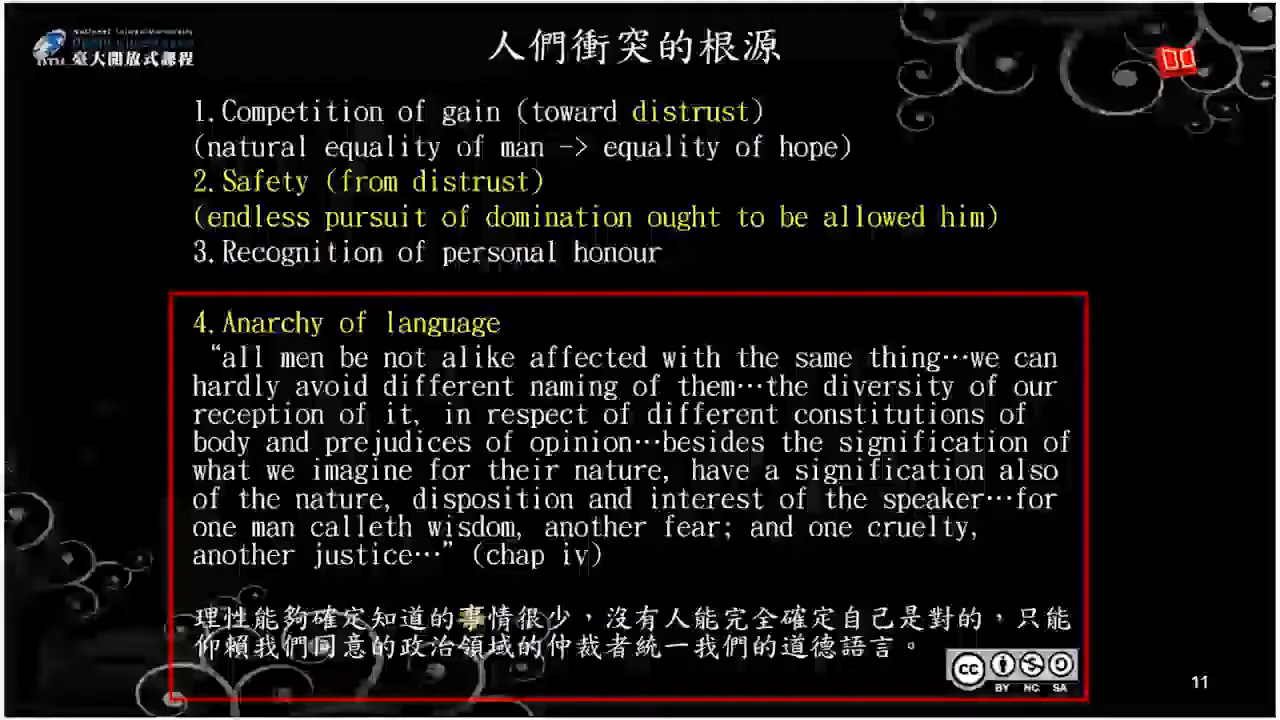 臺大開放式課程
人們衝突的根源
1.Competition of gain (toward distrust)
(natural equality of man -> equality of hope)
2.Safety (from distrust)
(endless pursuit of domination ought to be allowed him)
3.Recognition of personal honour
4.Anarchy of language
“all men be not alike affected with the same thing…we can
hardly avoid different naming of them…the diversity of our
reception of it, in respect of different constitutions of
body and prejudices of opinion…besides the signification of
what we imagine for their nature, have a signification also
of the nature, disposition and interest of the speaker…for
one man calleth wisdom, another fear; and one cruelty,
another justice…” (chap iv)
理性能夠確定知道的事情很少，沒有人能完全確定自己是對的，只能
仰賴我們同意的政治領域的仲裁者統一我們的道德語言。
cc
BY NC SA
11